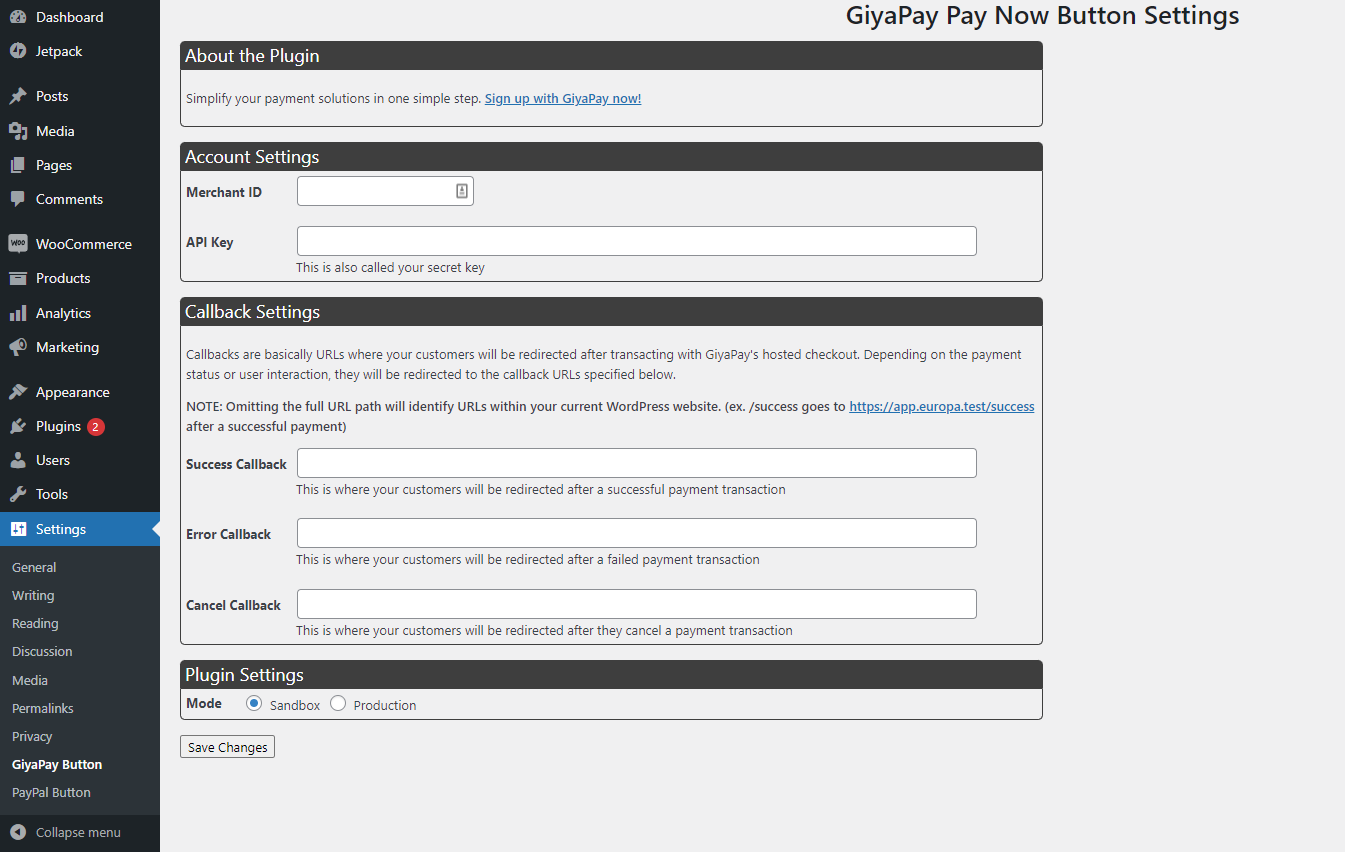 Dashboard
Jetpack
Posts
Media
Pages
Comments
WOO WooCommerce
Products
Analytics
Marketing
Appearance
Plugins 2
Users
Tools
Settings
General
Writing
Reading
Discussion
Media
Permalinks
Privacy
GiyaPay Button
PayPal Button
Collapse menu
GiyaPay Pay Now Button Settings
About the Plugin
Simplify your payment solutions in one simple step. Sign up with GiyaPay now!
Account Settings
Merchant ID
API Key
This is also called your secret key
Callback Settings
Callbacks are basically URLs where your customers will be redirected after transacting with GiyaPay's hosted checkout. Depending on the payment
status or user interaction, they will be redirected to the callback URLs specified below.
NOTE: Omitting the full URL path will identify URLs within your current WordPress website. (ex. /success goes to https://app.europa.test/success
after a successful payment)
Success Callback
This is where your customers will be redirected after a successful payment transaction
Error Callback
This is where your customers will be redirected after a failed payment transaction
Cancel Callback
This is where your customers will be redirected after they cancel a payment transaction
Plugin Settings
Mode Sandbox Production
Save Changes